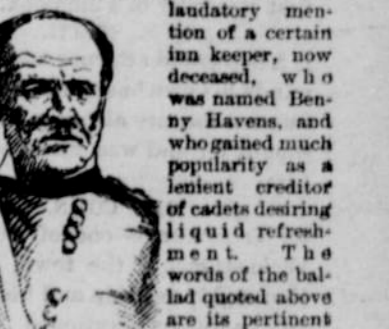 laudatory men-
tion of a certain
inn keeper, now
deceased, who
was named Ben-
ny Havens, and
who gained much
popularity as a
lenient creditor
of cadets desiring
liquid refresh-
ment. The
words of the bal-
lad quoted above
are its pertinent